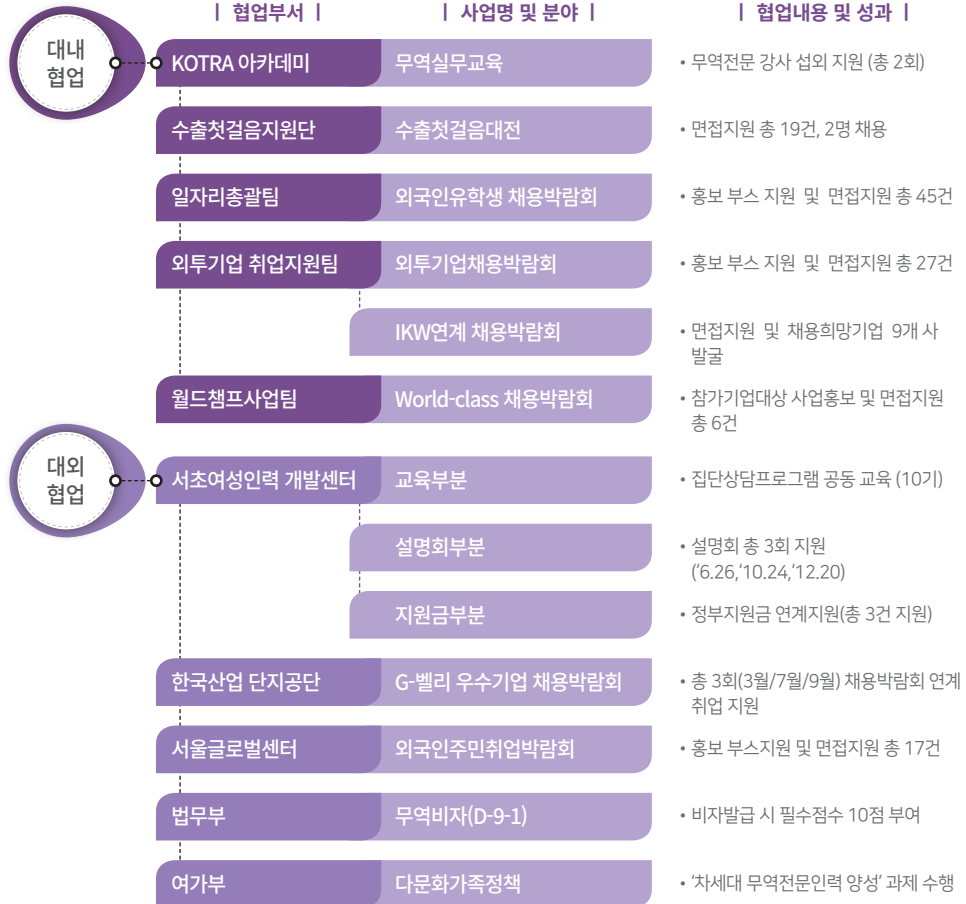 | 협업부서 | | 사업명 및 분야 | | 협업내용 및 성과 |
대내
협업
KOTRA 아카데미 무역실무교육 • 무역전문 강사 섭외 지원 (총 2회)
수출첫걸음지원단 수출첫걸음대전 • 면접지원 총 19건, 2명 채용
일자리총괄팀 외국인유학생 채용박람회 • 홍보 부스 지원 및 면접지원 총 45건
외투기업 취업지원팀 외투기업채용박람회 • 홍보 부스 지원 및 면접지원 총 27건
IKW연계 채용박람회 • 면접지원 및 채용희망기업 9개 사
발굴
월드챔프사업팀 World-class 채용박람회 • 참가기업대상 사업홍보 및 면접지원
총 6건
대외
협업
서초여성인력 개발센터 교육부분 • 집단상담프로그램 공동 교육 (10기)
설명회부분 • 설명회 총 3회 지원
(‘6.26,‘10.24,‘12.20)
지원금부분 • 정부지원금 연계지원(총 3건 지원)
한국산업 단지공단 G-벨리 우수기업 채용박람회 • 총 3회(3월/7월/9월) 채용박람회 연계
취업 지원
서울글로벌센터 외국인주민취업박람회 • 홍보 부스지원 및 면접지원 총 17건
법무부 무역비자(D-9-1) • 비자발급 시 필수점수 10점 부여
여가부 다문화가족정책 • ‘차세대 무역전문인력 양성’ 과제 수행